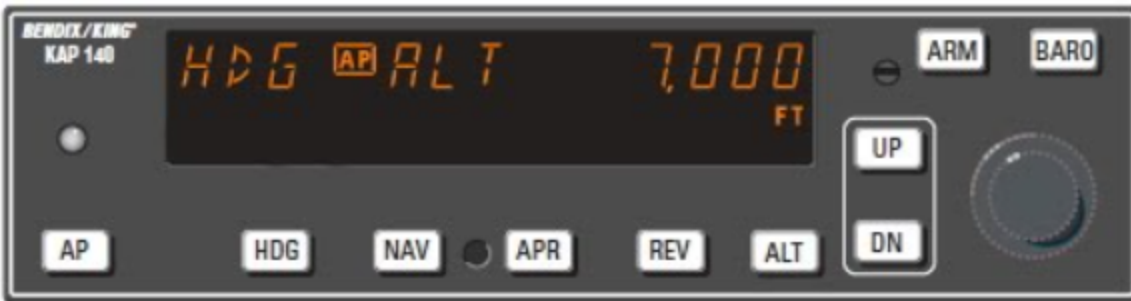 BENDIX/KING
KAP 140
HDG AP ALT 7,000
FT
ARM BARO
UP
DN
AP HDG NAV APR REV ALT